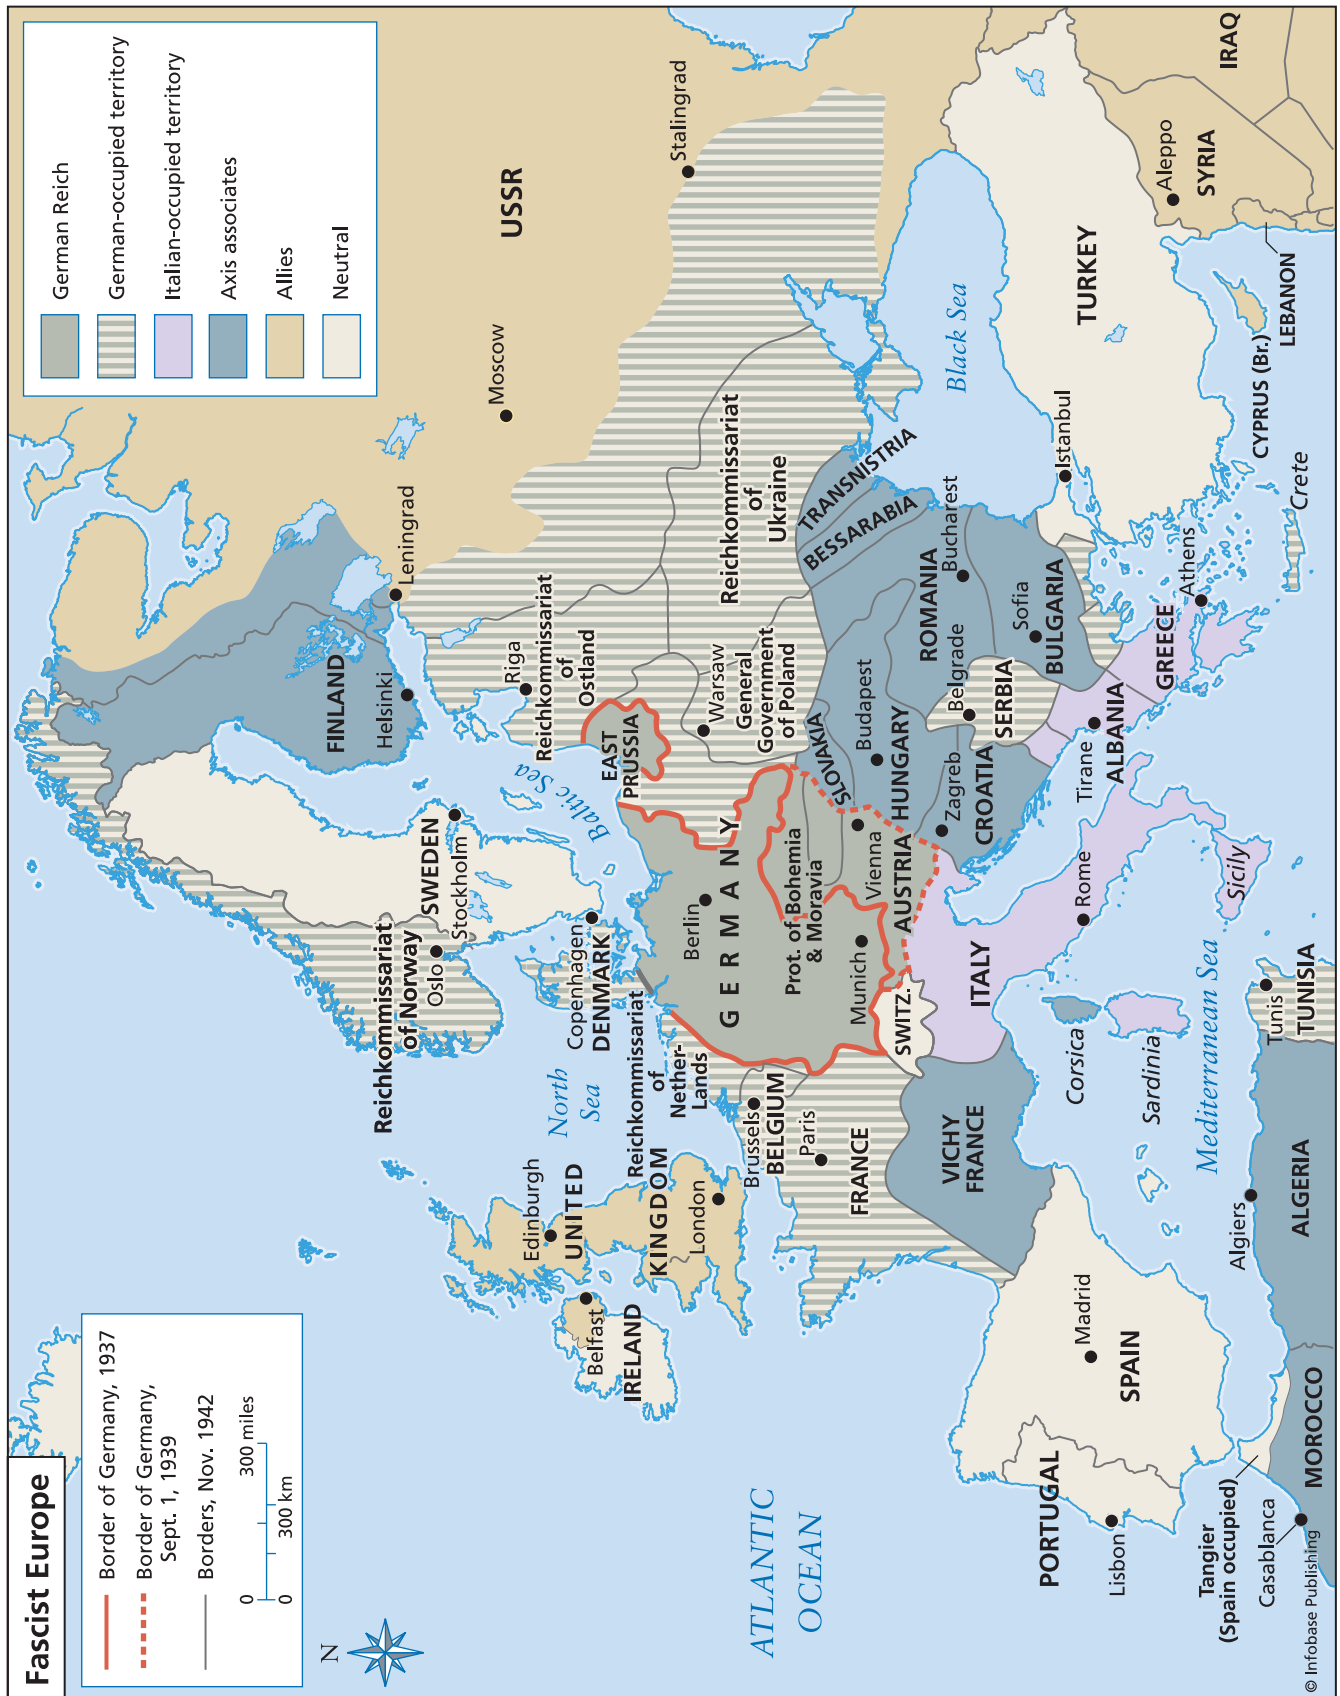 Fascist Europe
Border of Germany, 1937
Border of Germany,
Sept. 1, 1939
Borders, Nov. 1942
0
300 miles
0
300 km
N
German Reich
German-occupied territory
Italian-occupied territory
Axis associates
Allies
Neutral
ATLANTIC
OCEAN
North
Sea
Baltic Sea
Black Sea
Mediterranean Sea
Reichkommissariat
of Norway
Oslo
SWEDEN
Stockholm
FINLAND
Helsinki
Leningrad
USSR
Moscow
Stalingrad
Riga
Reichkommissariat
of
Ostland
Copenhagen
DENMARK
Edinburgh
UNITED
KINGDOM
London
Belfast
IRELAND
Reichkommissariat
of
Nether-
Lands
Brussels
BELGIUM
Paris
FRANCE
VICHY
FRANCE
EAST
PRUSSIA
Berlin
GERMANY
Prot. of Bohemia
& Moravia
Munich
Vienna
AUSTRIA
SWITZ.
Warsaw
General
Government
of Poland
Reichkommissariat
of
Ukraine
TRANSNISTRIA
BESSARABIA
SLOVAKIA
Budapest
HUNGARY
ROMANIA
Bucharest
Zagreb
CROATIA
Belgrade
SERBIA
Sofia
BULGARIA
ITALY
Rome
Corsica
Sardinia
Sicily
Tirane
ALBANIA
GREECE
Athens
Crete
Istanbul
TURKEY
CYPRUS (Br.)
LEBANON
Aleppo
SYRIA
IRAQ
PORTUGAL
Lisbon
Madrid
SPAIN
Tangier
(Spain occupied)
Casablanca
MOROCCO
Algiers
ALGERIA
Tunis
TUNISIA
© Infobase Publishing